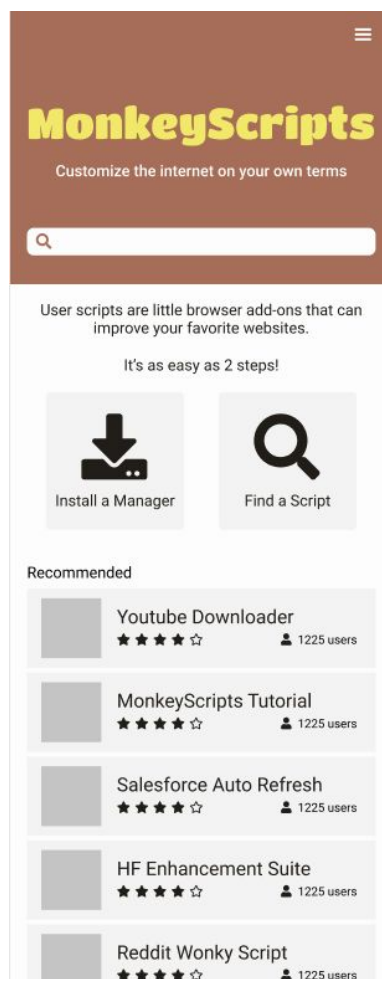 MonkeyScripts
Customize the internet on your own terms
User scripts are little browser add-ons that can
improve your favorite websites.
It's as easy as 2 steps!
Install a Manager
Find a Script
Recommended
Youtube Downloader
1225 users
MonkeyScripts Tutorial
1225 users
Salesforce Auto Refresh
1225 users
HF Enhancement Suite
1225 users
Reddit Wonky Script
1225 users